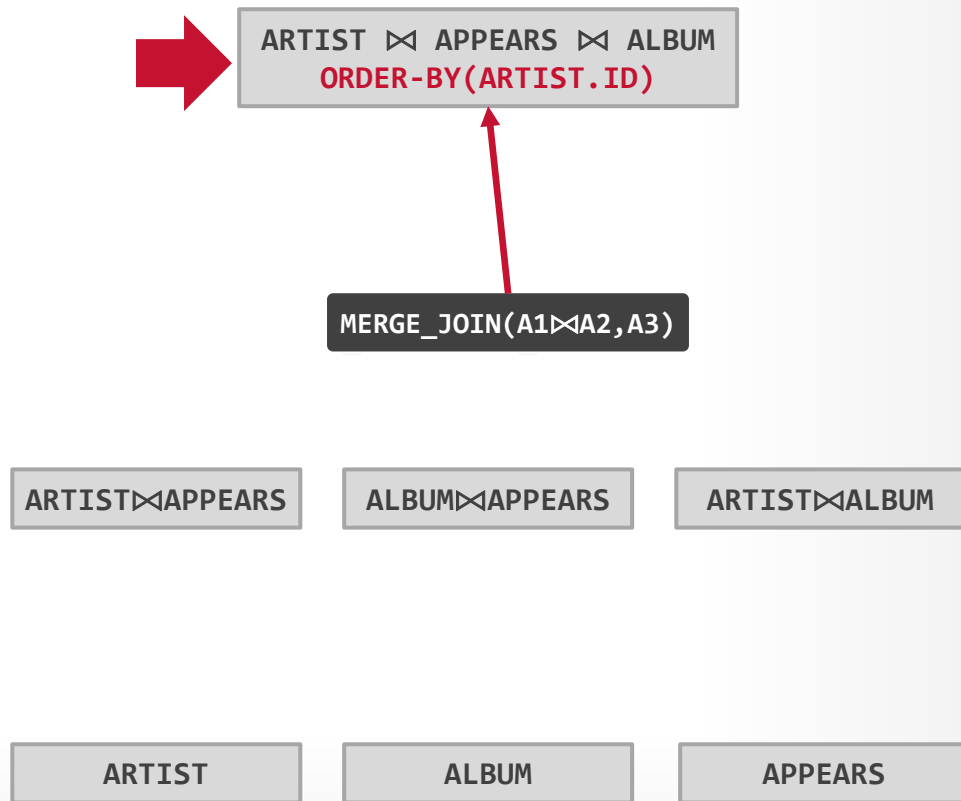 ARTIST ⋈ APPEARS ⋈ ALBUM
ORDER-BY(ARTIST.ID)
MERGE_JOIN(A1⋈A2,A3)
ARTIST⋈APPEARS
ALBUM⋈APPEARS
ARTIST⋈ALBUM
ARTIST
ALBUM
APPEARS